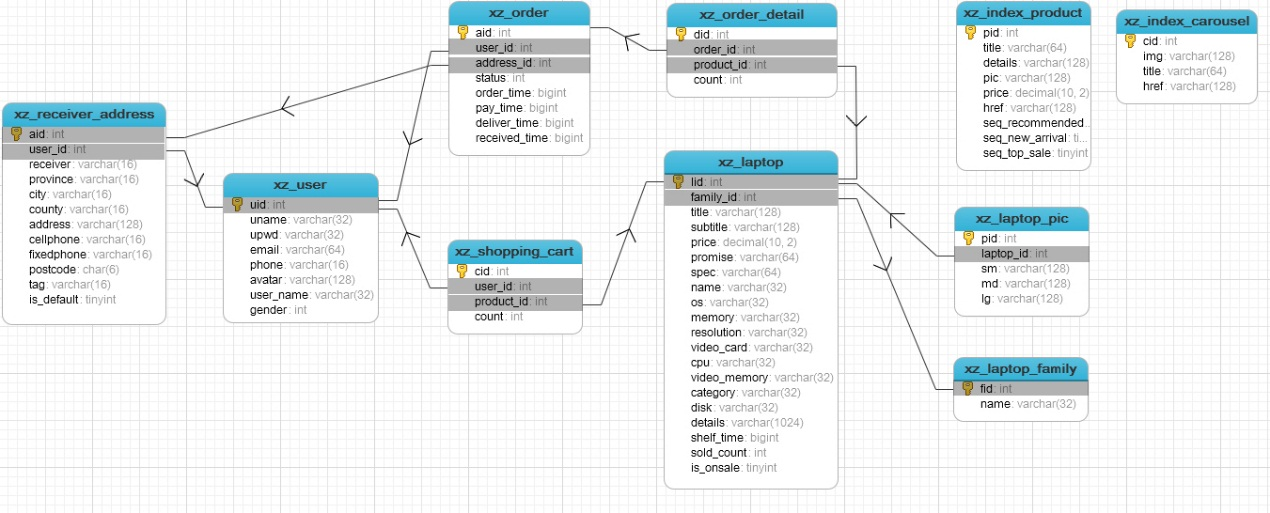 xz_order
aid: int
user_id: int
address_id: int
status: int
order_time: bigint
pay_time: bigint
deliver_time: bigint
received_time: bigint
xz_order_detail
did: int
order_id: int
product_id: int
count: int
xz_index_product
pid: int
title: varchar(64)
details: varchar(128)
pic: varchar(128)
price: decimal(10, 2)
href: varchar(128)
seq_recommended...
seq_new_arrival: ti...
seq_top_sale: tinyint
xz_index_carousel
cid: int
img: varchar(128)
title: varchar(64)
href: varchar(128)
xz_receiver_address
aid: int
user_id: int
receiver: varchar(16)
province: varchar(16)
city: varchar(16)
county: varchar(16)
address: varchar(128)
cellphone: varchar(16)
fixedphone: varchar(16)
postcode: char(6)
tag: varchar(16)
is_default: tinyint
xz_user
uid: int
uname: varchar(32)
upwd: varchar(32)
email: varchar(64)
phone: varchar(16)
avatar: varchar(128)
user_name: varchar(32)
gender: int
xz_shopping_cart
cid: int
user_id: int
product_id: int
count: int
xz_laptop
lid: int
family_id: int
title: varchar(128)
subtitle: varchar(128)
price: decimal(10, 2)
promise: varchar(64)
spec: varchar(64)
name: varchar(32)
os: varchar(32)
memory: varchar(32)
resolution: varchar(32)
video_card: varchar(32)
cpu: varchar(32)
video_memory: varchar(32)
category: varchar(32)
disk: varchar(32)
details: varchar(1024)
shelf_time: bigint
sold_count: int
is_onsale: tinyint
xz_laptop_pic
pid: int
laptop_id: int
sm: varchar(128)
md: varchar(128)
lg: varchar(128)
xz_laptop_family
fid: int
name: varchar(32)